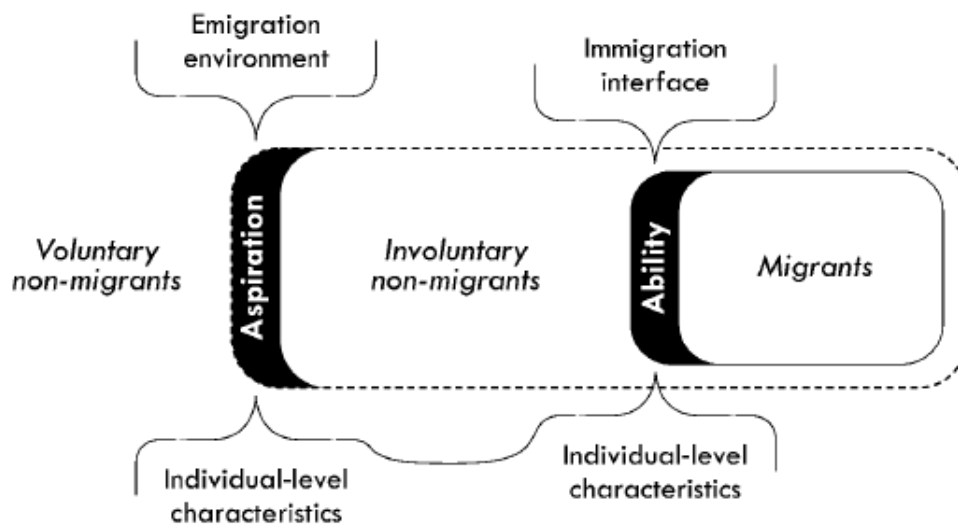 Emigration
environment
Immigration
interface
Voluntary
non-migrants
Aspiration
Involuntary
non-migrants
Ability
Migrants
Individual-level
characteristics
Individual-level
characteristics